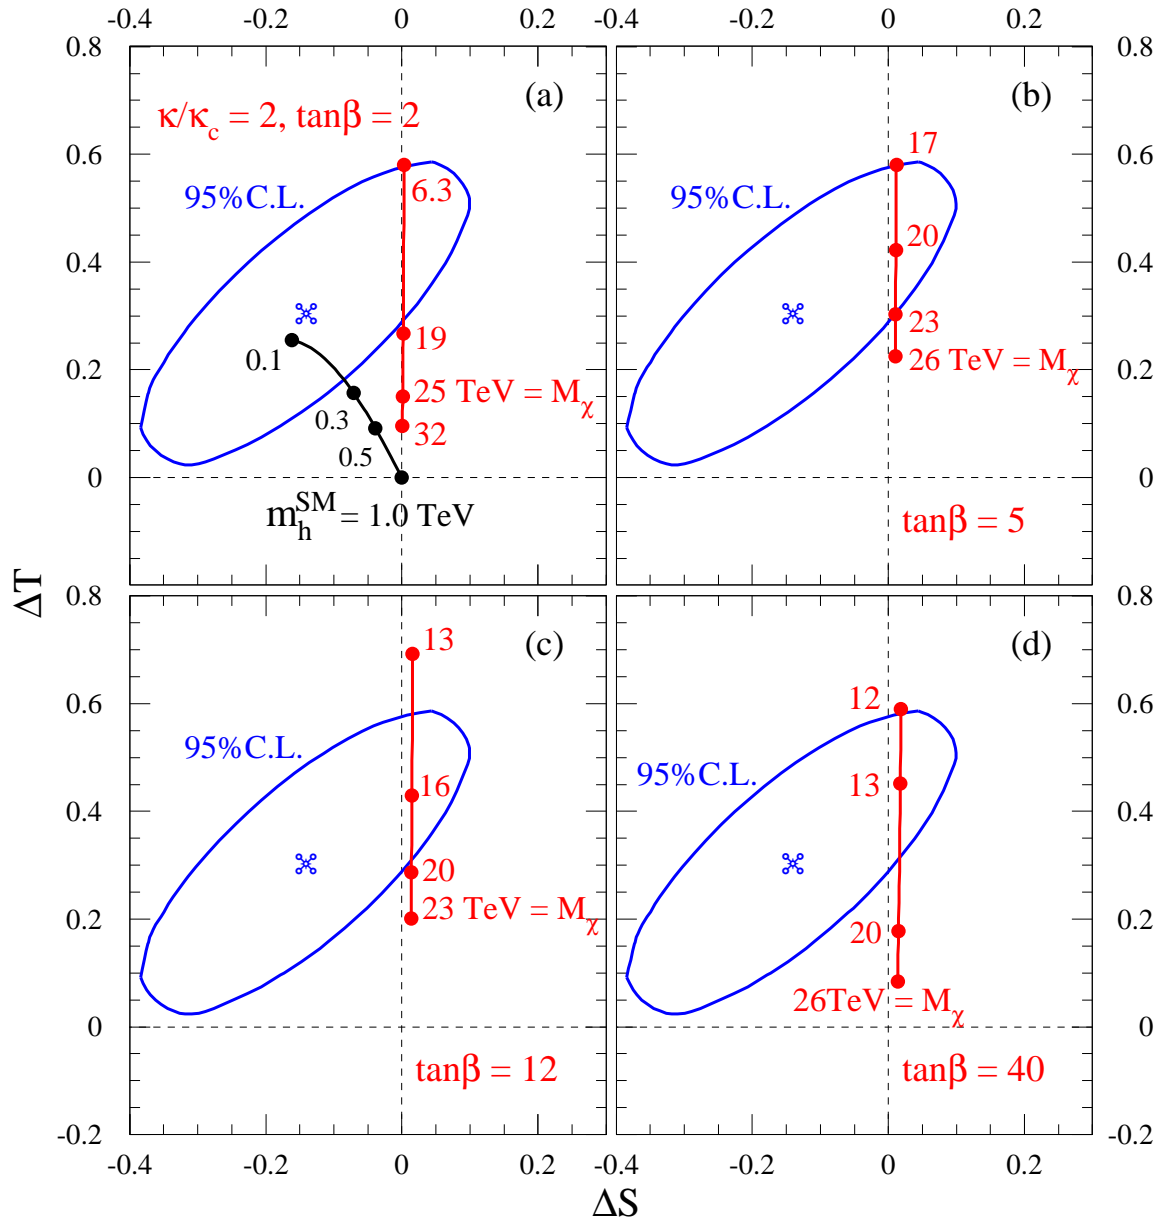 -0.4 -0.2 0 0.2 -0.4 -0.2 0 0.2
0.8 0.8
(a) (b)
κ/κc = 2, tanβ = 2
0.6 17 0.6
95%C.L. 6.3 95%C.L.
20
0.4 0.4
19 23
0.1 26 TeV = Mχ
0.2 25 TeV = Mχ 0.2
0.3 32
0.5
0 0
mhSM = 1.0 TeV tanβ = 5
ΔT
0.8 0.8
13
(c) (d)
0.6 12 0.6
95%C.L. 95%C.L.
16 13
0.4 0.4
20
0.2 23 TeV = Mχ 20 0.2
26TeV = Mχ
0 0
tanβ = 12 tanβ = 40
-0.2 -0.2
-0.4 -0.2 0 0.2 -0.4 -0.2 0 0.2
ΔS